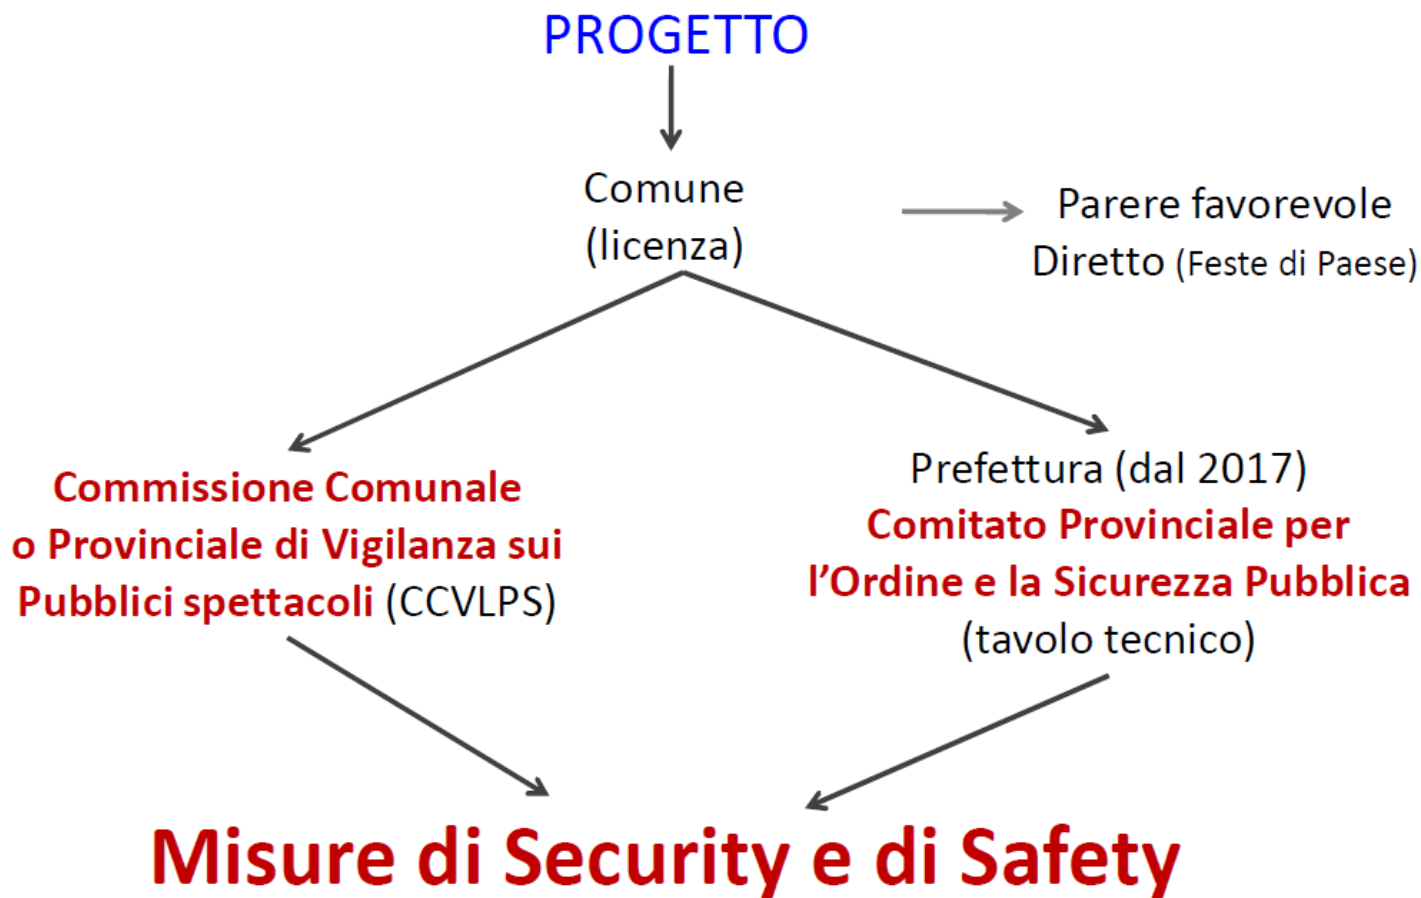 PROGETTO
Comune
(licenza)
Parere favorevole
Diretto (Feste di Paese)
Commissione Comunale
o Provinciale di Vigilanza sui
Pubblici spettacoli (CCVLPS)
Prefettura (dal 2017)
Comitato Provinciale per
l’Ordine e la Sicurezza Pubblica
(tavolo tecnico)
Misure di Security e di Safety